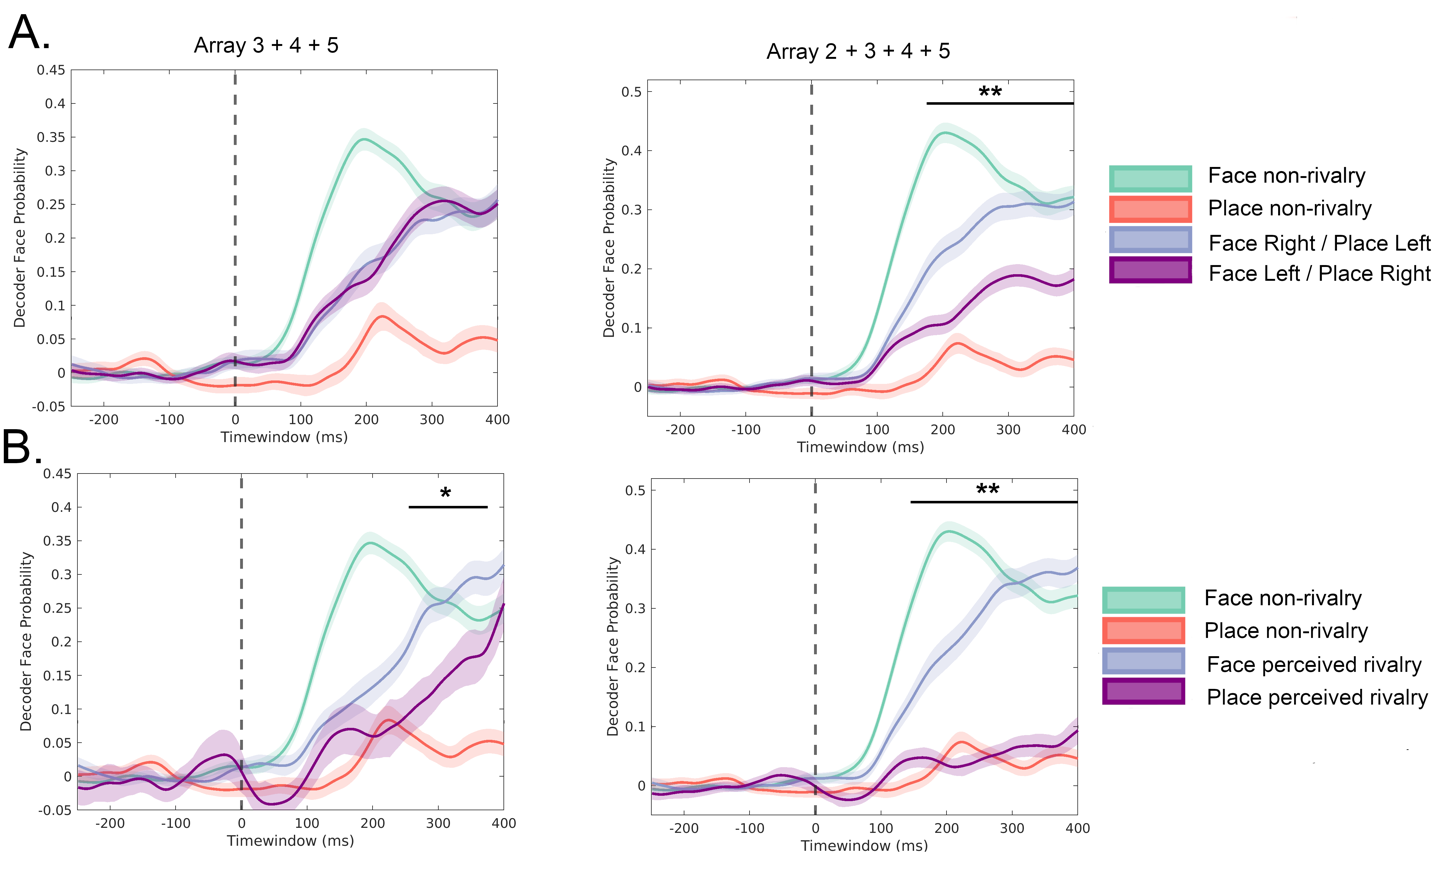 A.
Array 3 + 4 + 5
0.45
0.4
0.35
0.3
0.25
0.2
0.15
0.1
0.05
0
-0.05
Decoder Face Probability
-200 -100 0 100 200 300 400
Timewindow (ms)
Array 2 + 3 + 4 + 5
**
0.5
0.4
0.3
0.2
0.1
0
Decoder Face Probability
-200 -100 0 100 200 300 400
Timewindow (ms)
Face non-rivalry
Place non-rivalry
Face Right / Place Left
Face Left / Place Right
B.
*
0.45
0.4
0.35
0.3
0.25
0.2
0.15
0.1
0.05
0
-0.05
Decoder Face Probability
-200 -100 0 100 200 300 400
Timewindow (ms)
**
0.5
0.4
0.3
0.2
0.1
0
Decoder Face Probability
-200 -100 0 100 200 300 400
Timewindow (ms)
Face non-rivalry
Place non-rivalry
Face perceived rivalry
Place perceived rivalry